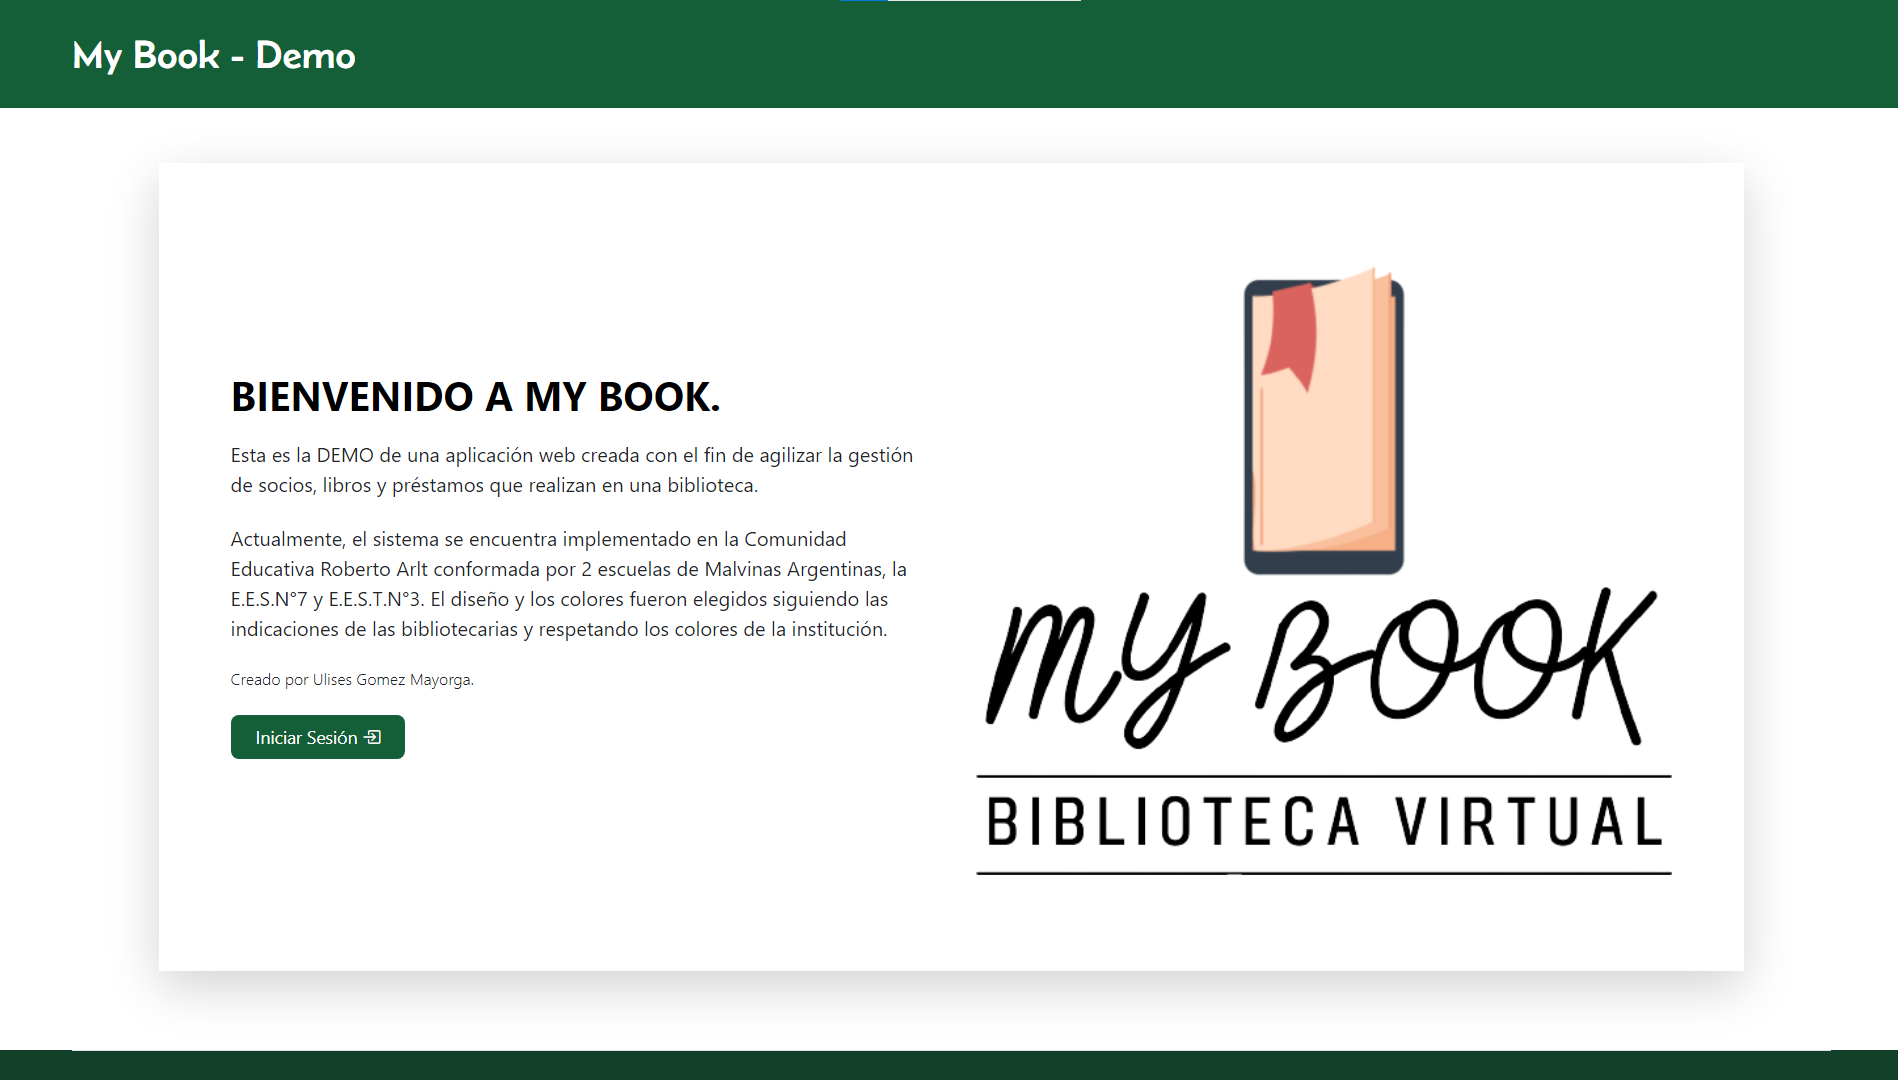 My Book - Demo
BIENVENIDO A MY BOOK.
Esta es la DEMO de una aplicación web creada con el fin de agilizar la gestión
de socios, libros y préstamos que realizan en una biblioteca.
Actualmente, el sistema se encuentra implementado en la Comunidad
Educativa Roberto Arlt conformada por 2 escuelas de Malvinas Argentinas, la
E.E.S.N°7 y E.E.S.T.N°3. El diseño y los colores fueron elegidos siguiendo las
indicaciones de las bibliotecarias y respetando los colores de la institución.
Creado por Ulises Gomez Mayorga.
Iniciar Sesión
MY BOOK
BIBLIOTECA VIRTUAL